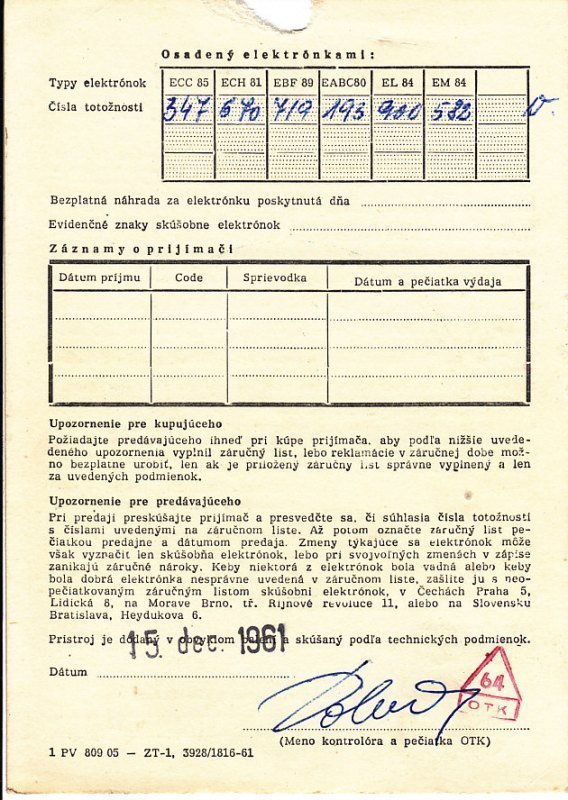 Osadený elektrónkami:
Typy elektrónok ECC 85 ECH 81 EBF 89 EABC80 EL 84 EM 84
Čísla totožnosti 347 670 719 193 900 582
Bezplatná náhrada za elektrónku poskytnutá dňa
Evidenčné znaky skúšobne elektrónok
Záznamy o prijímači
Dátum príjmu Code Sprievodka Dátum a pečiatka výdaja
Upozornenie pre kupujúceho
Požiadajte predávajúceho ihneď pri kúpe prijímača, aby podľa nižšie uvede-
deného upozornenia vyplnil záručný list, lebo reklamácie v záručnej dobe mož-
no bezplatne urobiť, len ak je priložený záručný list správne vyplnený a len
za uvedených podmienok.
Upozornenie pre predávajúceho
Pri predaji preskúšajte prijímač a presvedčte sa, či súhlasia čísla totožností
s číslami uvedenými na záručnom liste. Až potom označte záručný list pe-
čiatkou predajne a dátumom predaja. Zmeny týkajúce sa elektrónok môže
však vyznačiť len skúšobňa elektrónok, lebo pri svojvoľných zmenách v zápise
zanikajú záručné nároky. Keby niektorá z elektrónok bola vadná alebo keby
bola dobrá elektrónka nesprávne uvedená v záručnom liste, zašlite ju s neo-
pečiatkovaným záručným listom skúšobni elektrónok, v Čechách Praha 5,
Lidická 8, na Morave Brno, tř. Říjnové revoluce 11, alebo na Slovensku
Bratislava, Heydukova 6.
Prístroj je dodaný v obvyklom balení a skúšaný podľa technických podmienok.
15. dec. 1961
Dátum
64
OTK
(Meno kontrolóra a pečiatka OTK)
1 PV 809 05 — ZT-1, 3928/1816-61